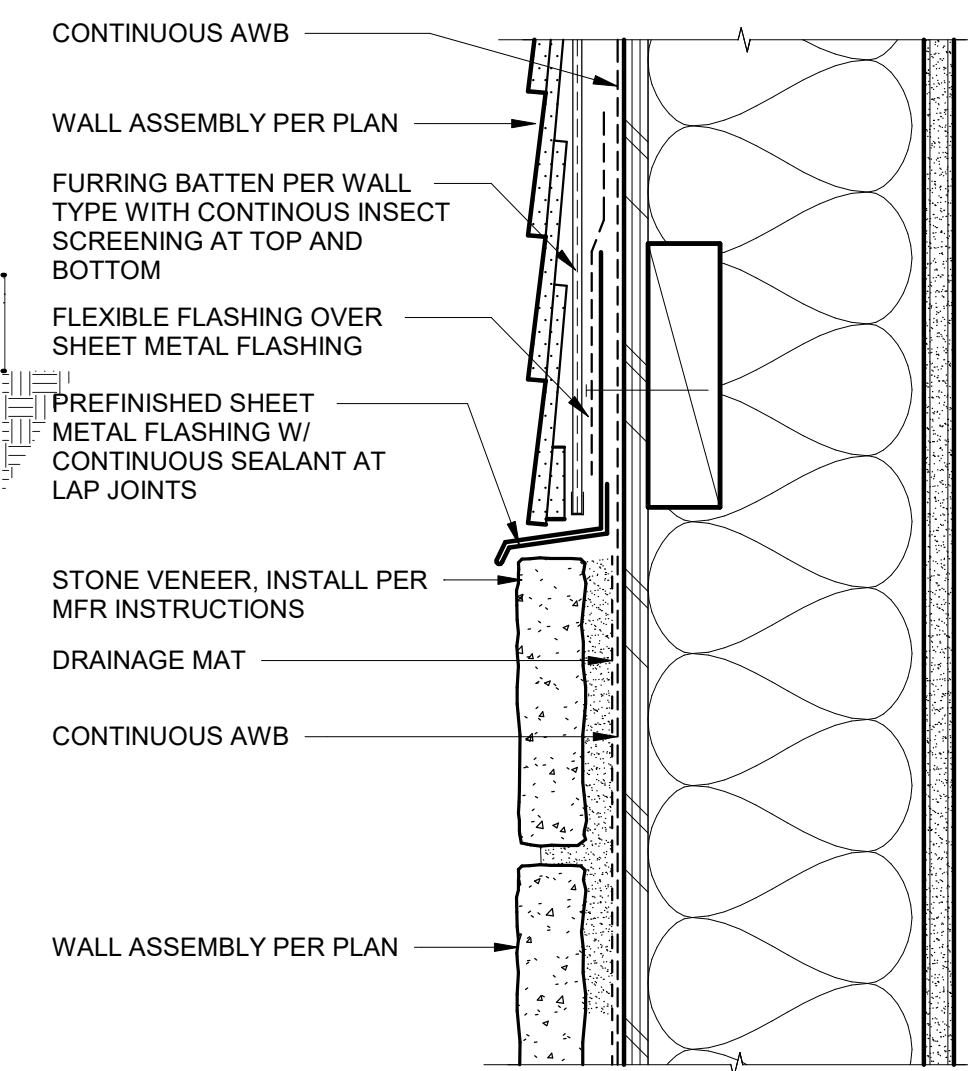 CONTINUOUS AWB
WALL ASSEMBLY PER PLAN
FURRING BATTEN PER WALL
TYPE WITH CONTINOUS INSECT
SCREENING AT TOP AND
BOTTOM
FLEXIBLE FLASHING OVER
SHEET METAL FLASHING
PREFINISHED SHEET
METAL FLASHING W/
CONTINUOUS SEALANT AT
LAP JOINTS
STONE VENEER, INSTALL PER
MFR INSTRUCTIONS
DRAINAGE MAT
CONTINUOUS AWB
WALL ASSEMBLY PER PLAN